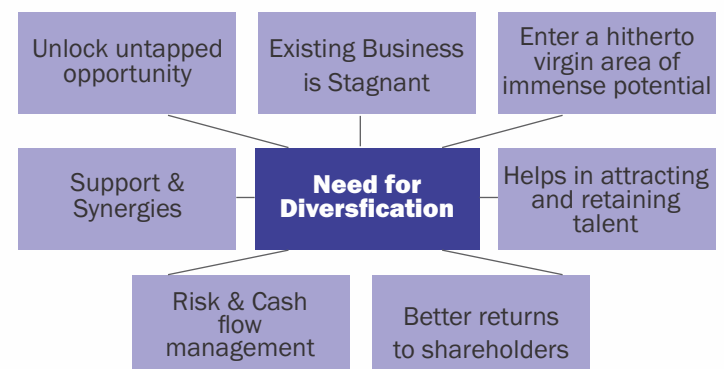 Unlock untapped
opportunity
Existing Business
is Stagnant
Enter a hitherto
virgin area of
immense potential
Support &
Synergies
Need for
Diversfication
Helps in attracting
and retaining
talent
Risk & Cash
flow
management
Better returns
to shareholders